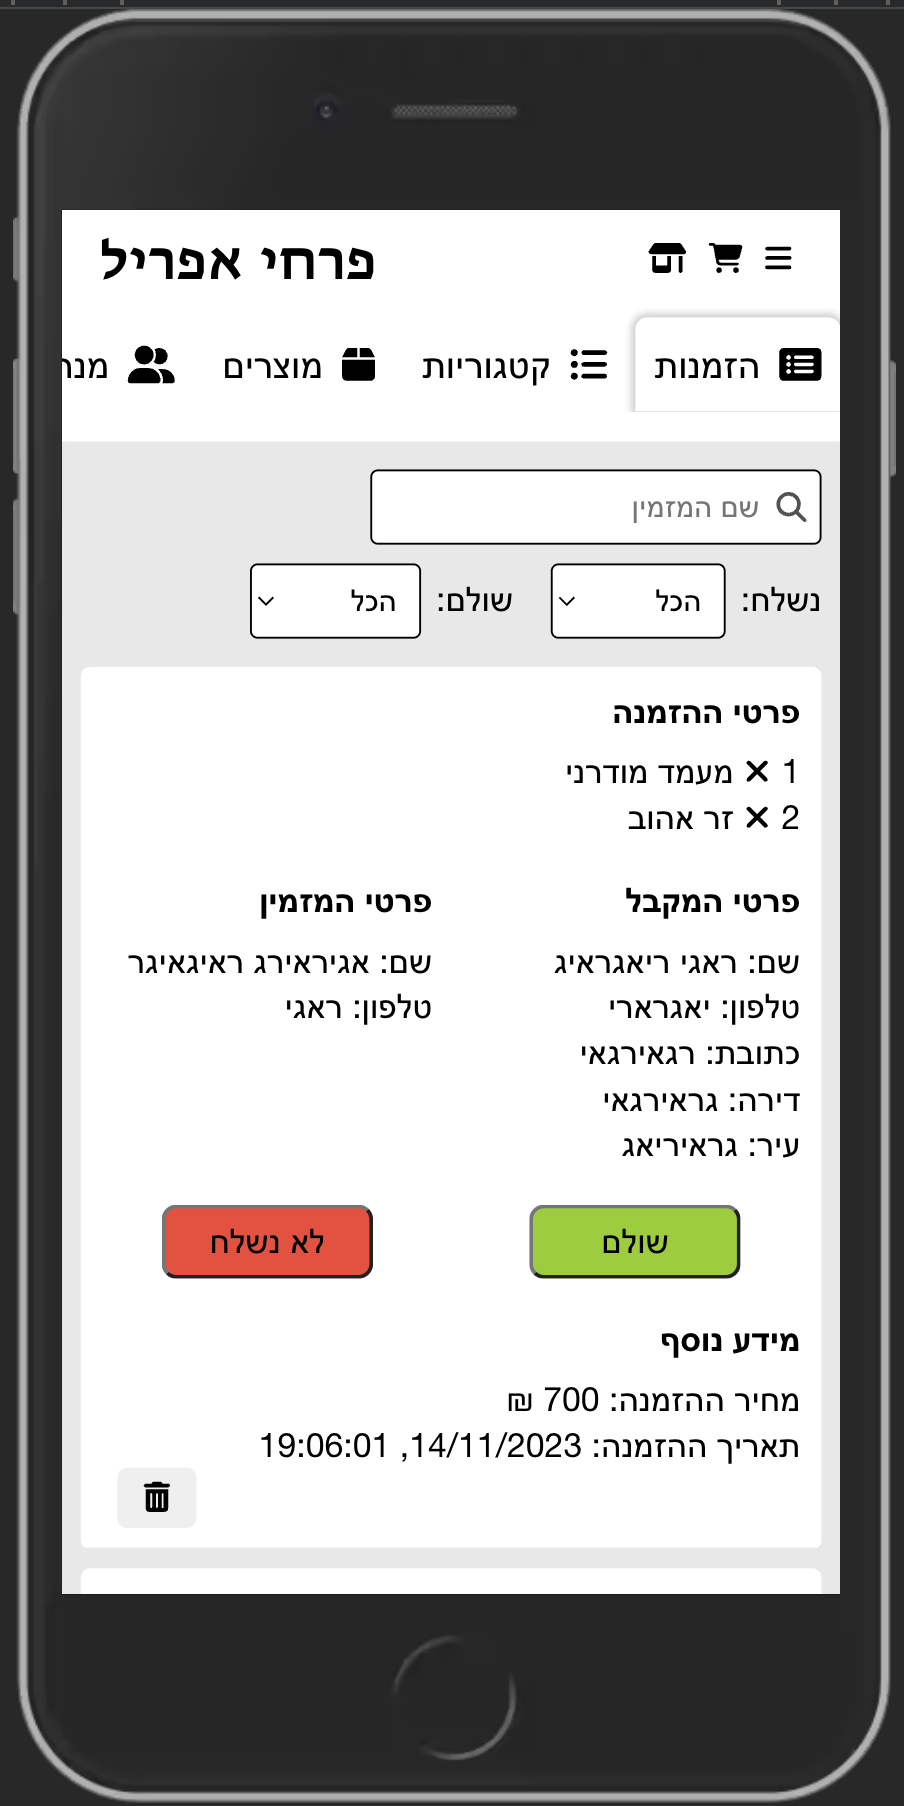 פרחי אפריל
הזמנות
קטגוריות
מוצרים
שם המזמין
נשלח: הכל שולם: הכל
פרטי ההזמנה
1 ✕ מעמד מודרני
2 ✕ זר אהוב
פרטי המקבל
שם: ראגי ריאגראיג
טלפון: יאגרארי
כתובת: רגאירגאי
דירה: גראירגאי
עיר: גראיריאג
פרטי המזמין
שם: אגיראירג ראיגאיגר
טלפון: ראגי
שולם
לא נשלח
מידע נוסף
מחיר ההזמנה: 700 ₪
תאריך ההזמנה: 14/11/2023, 19:06:01